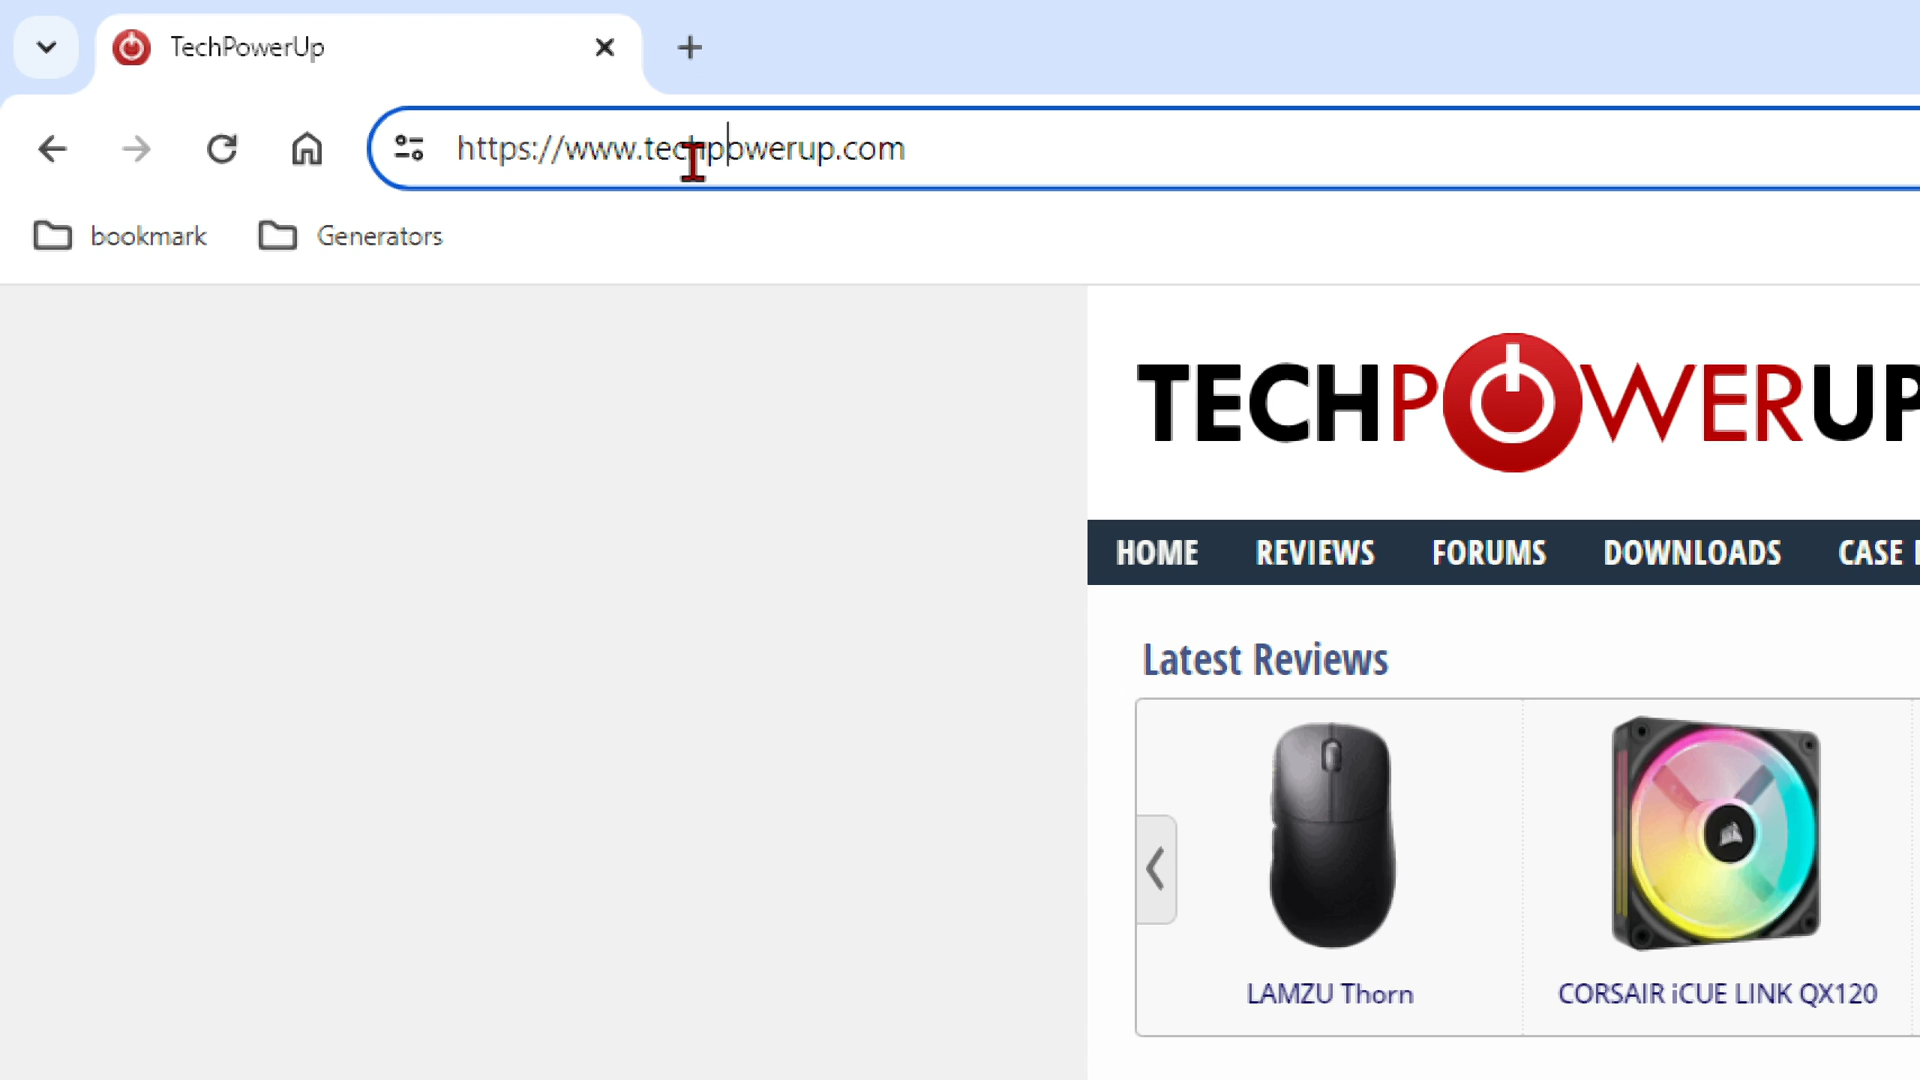 TechPowerUp
https://www.techpowerup.com
bookmark Generators
TECHPOWERUP
HOME REVIEWS FORUMS DOWNLOADS CASE
Latest Reviews
LAMZU Thorn CORSAIR iCUE LINK QX120